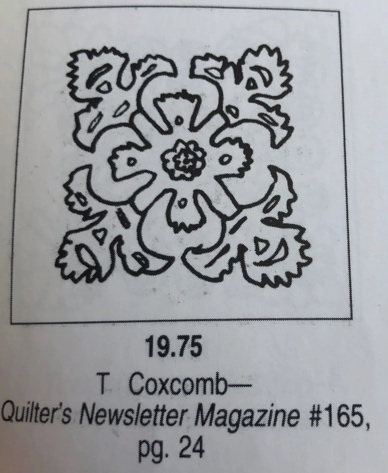 19.75
T Coxcomb—
Quilter's Newsletter Magazine #165,
pg. 24